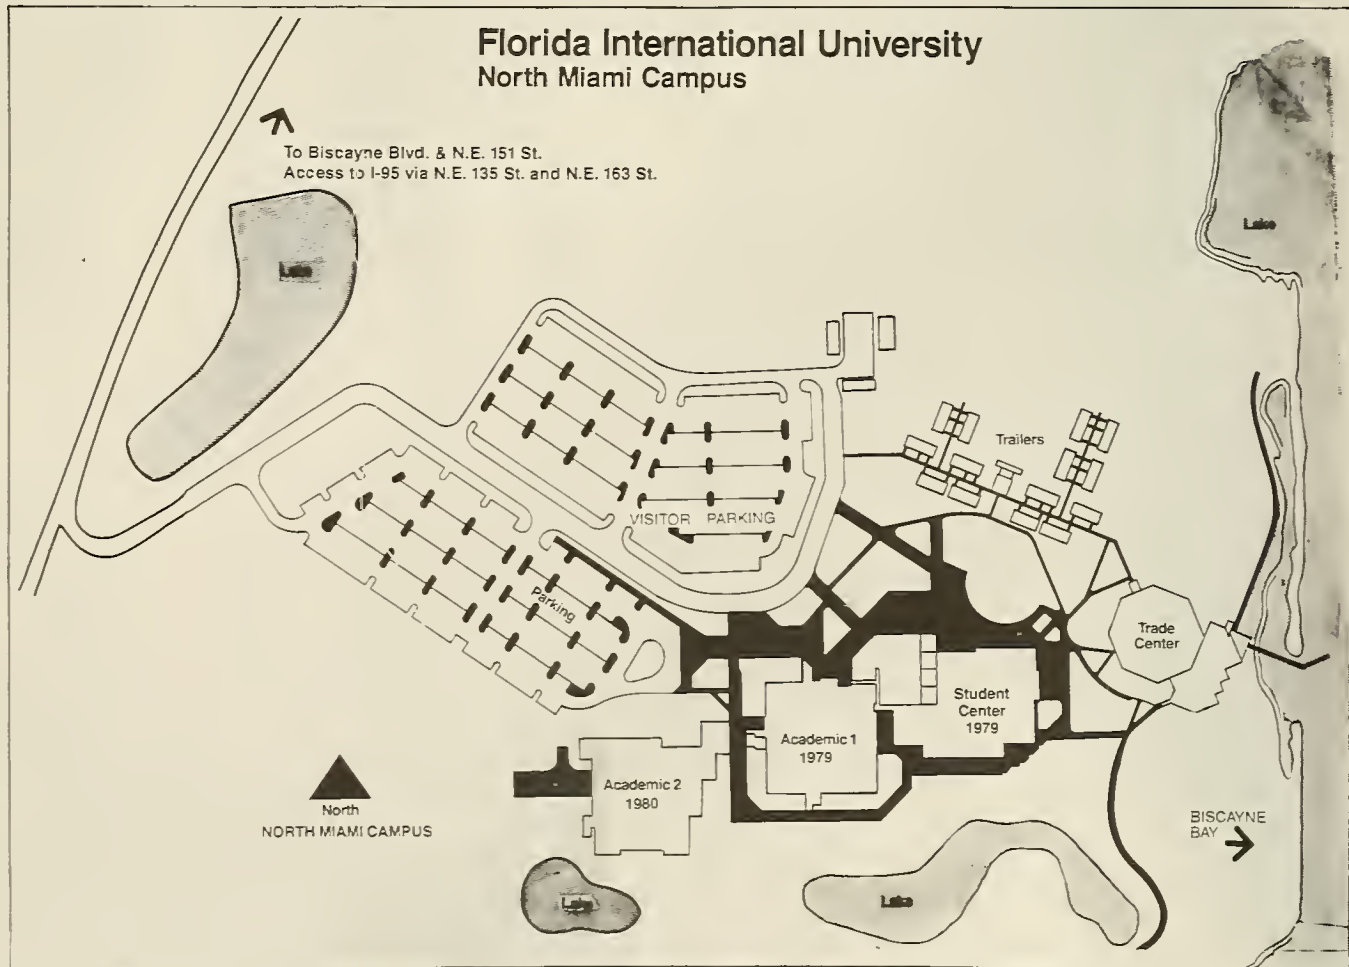 Florida International University
North Miami Campus
To Biscayne Blvd. & N.E. 151 St.
Access to I-95 via N.E. 135 St. and N.E. 163 St.
Lake
Lake
Trailers
VISITOR PARKING
Parking
Trade
Center
Student
Center
1979
Academic 1
1979
Academic 2
1980
North
NORTH MIAMI CAMPUS
BISCAYNE
BAY
Lake
Lake